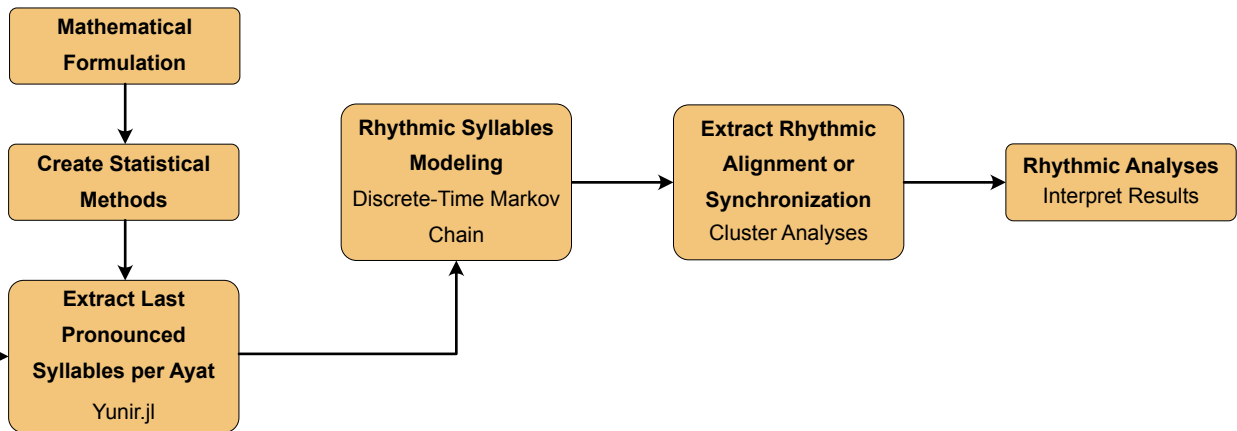 Mathematical
Formulation
Create Statistical
Methods
Extract Last
Pronounced
Syllables per Ayat
Yunir.jl
Rhythmic Syllables
Modeling
Discrete-Time Markov
Chain
Extract Rhythmic
Alignment or
Synchronization
Cluster Analyses
Rhythmic Analyses
Interpret Results